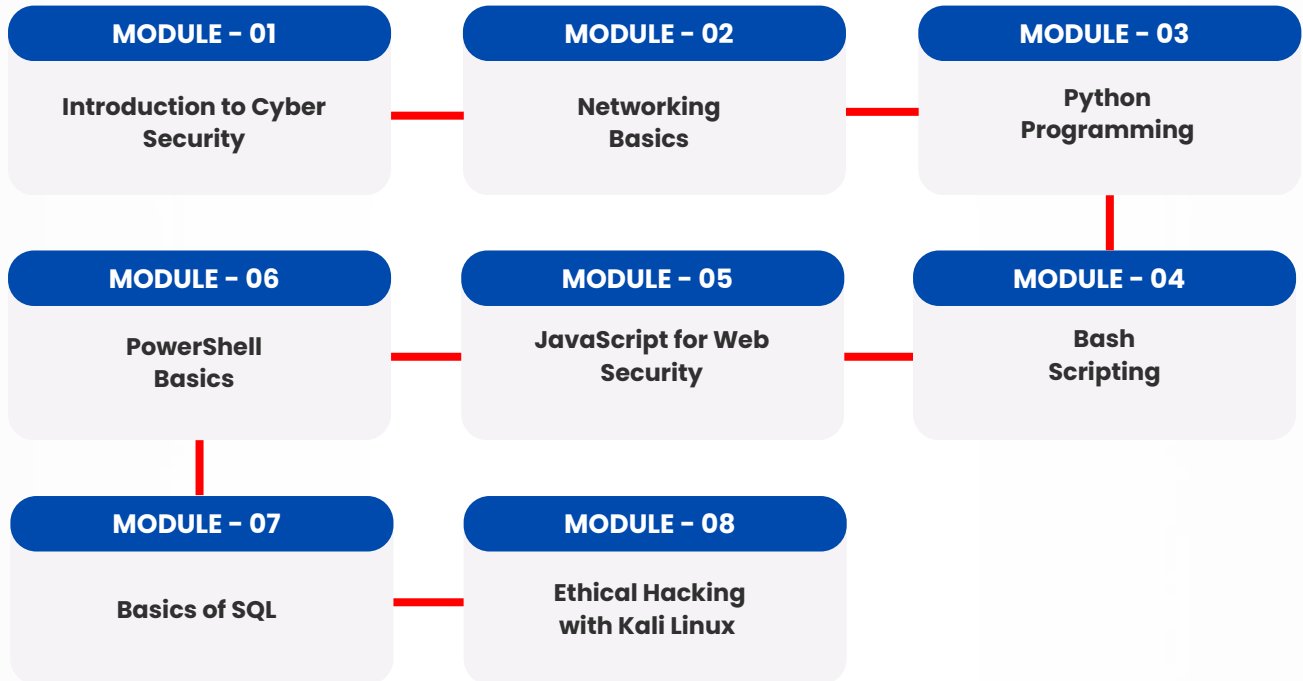 MODULE - 01
Introduction to Cyber
Security
MODULE - 02
Networking
Basics
MODULE - 03
Python
Programming
MODULE - 04
Bash
Scripting
MODULE - 05
JavaScript for Web
Security
MODULE - 06
PowerShell
Basics
MODULE - 07
Basics of SQL
MODULE - 08
Ethical Hacking
with Kali Linux